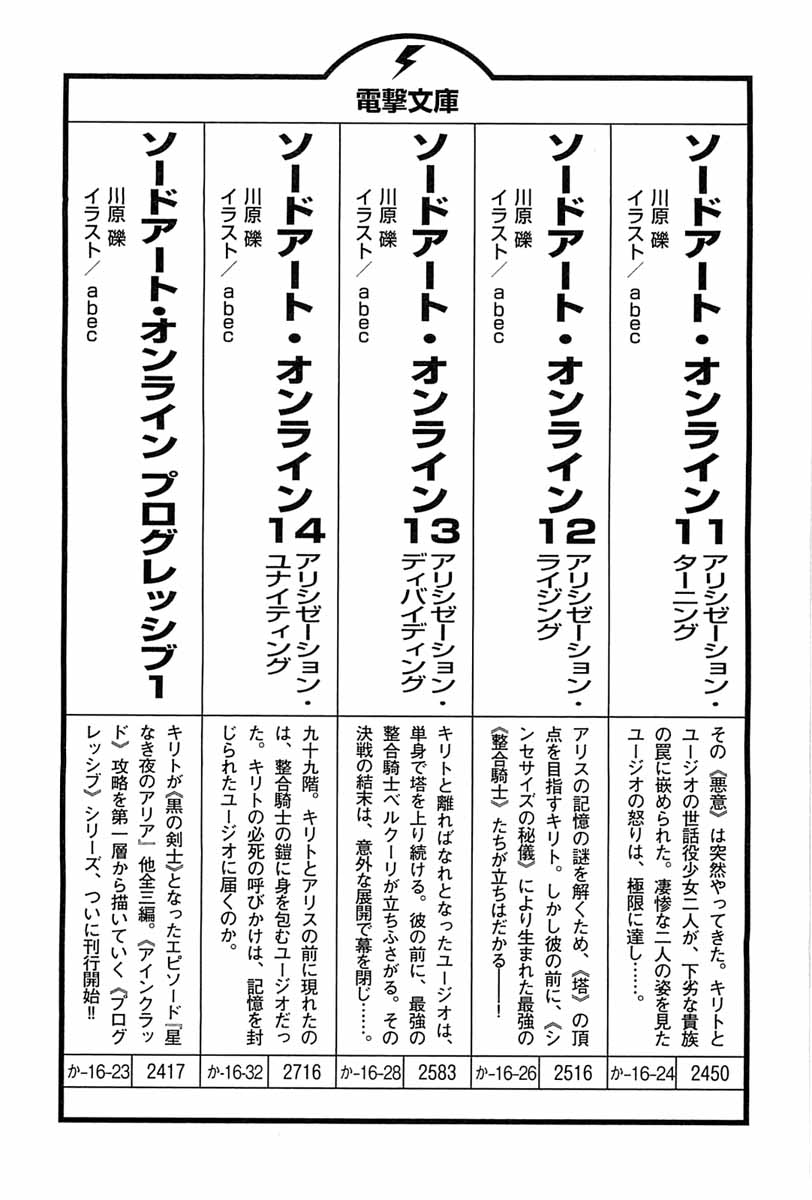 電撃文庫
ソードアート・オンライン11 アリシゼーション・
ターニング
川原 礫
イラスト/abec
その《悪意》は突然やってきた。キリトと
ユージオの世話役少女二人が、下劣な貴族
の罠に嵌められた。凄惨な二人の姿を見た
ユージオの怒りは、極限に達し……。
か-16-24 2450
ソードアート・オンライン12 アリシゼーション・
ライジング
川原 礫
イラスト/abec
アリスの記憶の謎を解くため、《塔》の頂
点を目指すキリト。しかし彼の前に、《シ
ンセサイズの秘儀》により生まれた最強の
《整合騎士》たちが立ちはだかる――!
か-16-26 2516
ソードアート・オンライン13 アリシゼーション・
ディバイディング
川原 礫
イラスト/abec
キリトと離ればなれとなったユージオは、
単身で塔を上り続ける。彼の前に、最強の
整合騎士ベルクーリが立ちふさがる。その
決戦の結末は、意外な展開で幕を閉じ……。
か-16-28 2583
ソードアート・オンライン14 アリシゼーション・
ユナイティング
川原 礫
イラスト/abec
九十九階。キリトとアリスの前に現れたの
は、整合騎士の鎧に身を包むユージオだっ
た。キリトの必死の呼びかけは、記憶を封
じられたユージオに届くのか。
か-16-32 2716
ソードアート・オンライン プログレッシブ1
川原 礫
イラスト/abec
キリトが《黒の剣士》となったエピソード『星
なき夜のアリア』他全三編。《アインクラッ
ド》攻略を第一層から描いていく《プログ
レッシブ》シリーズ、ついに刊行開始!!
か-16-23 2417